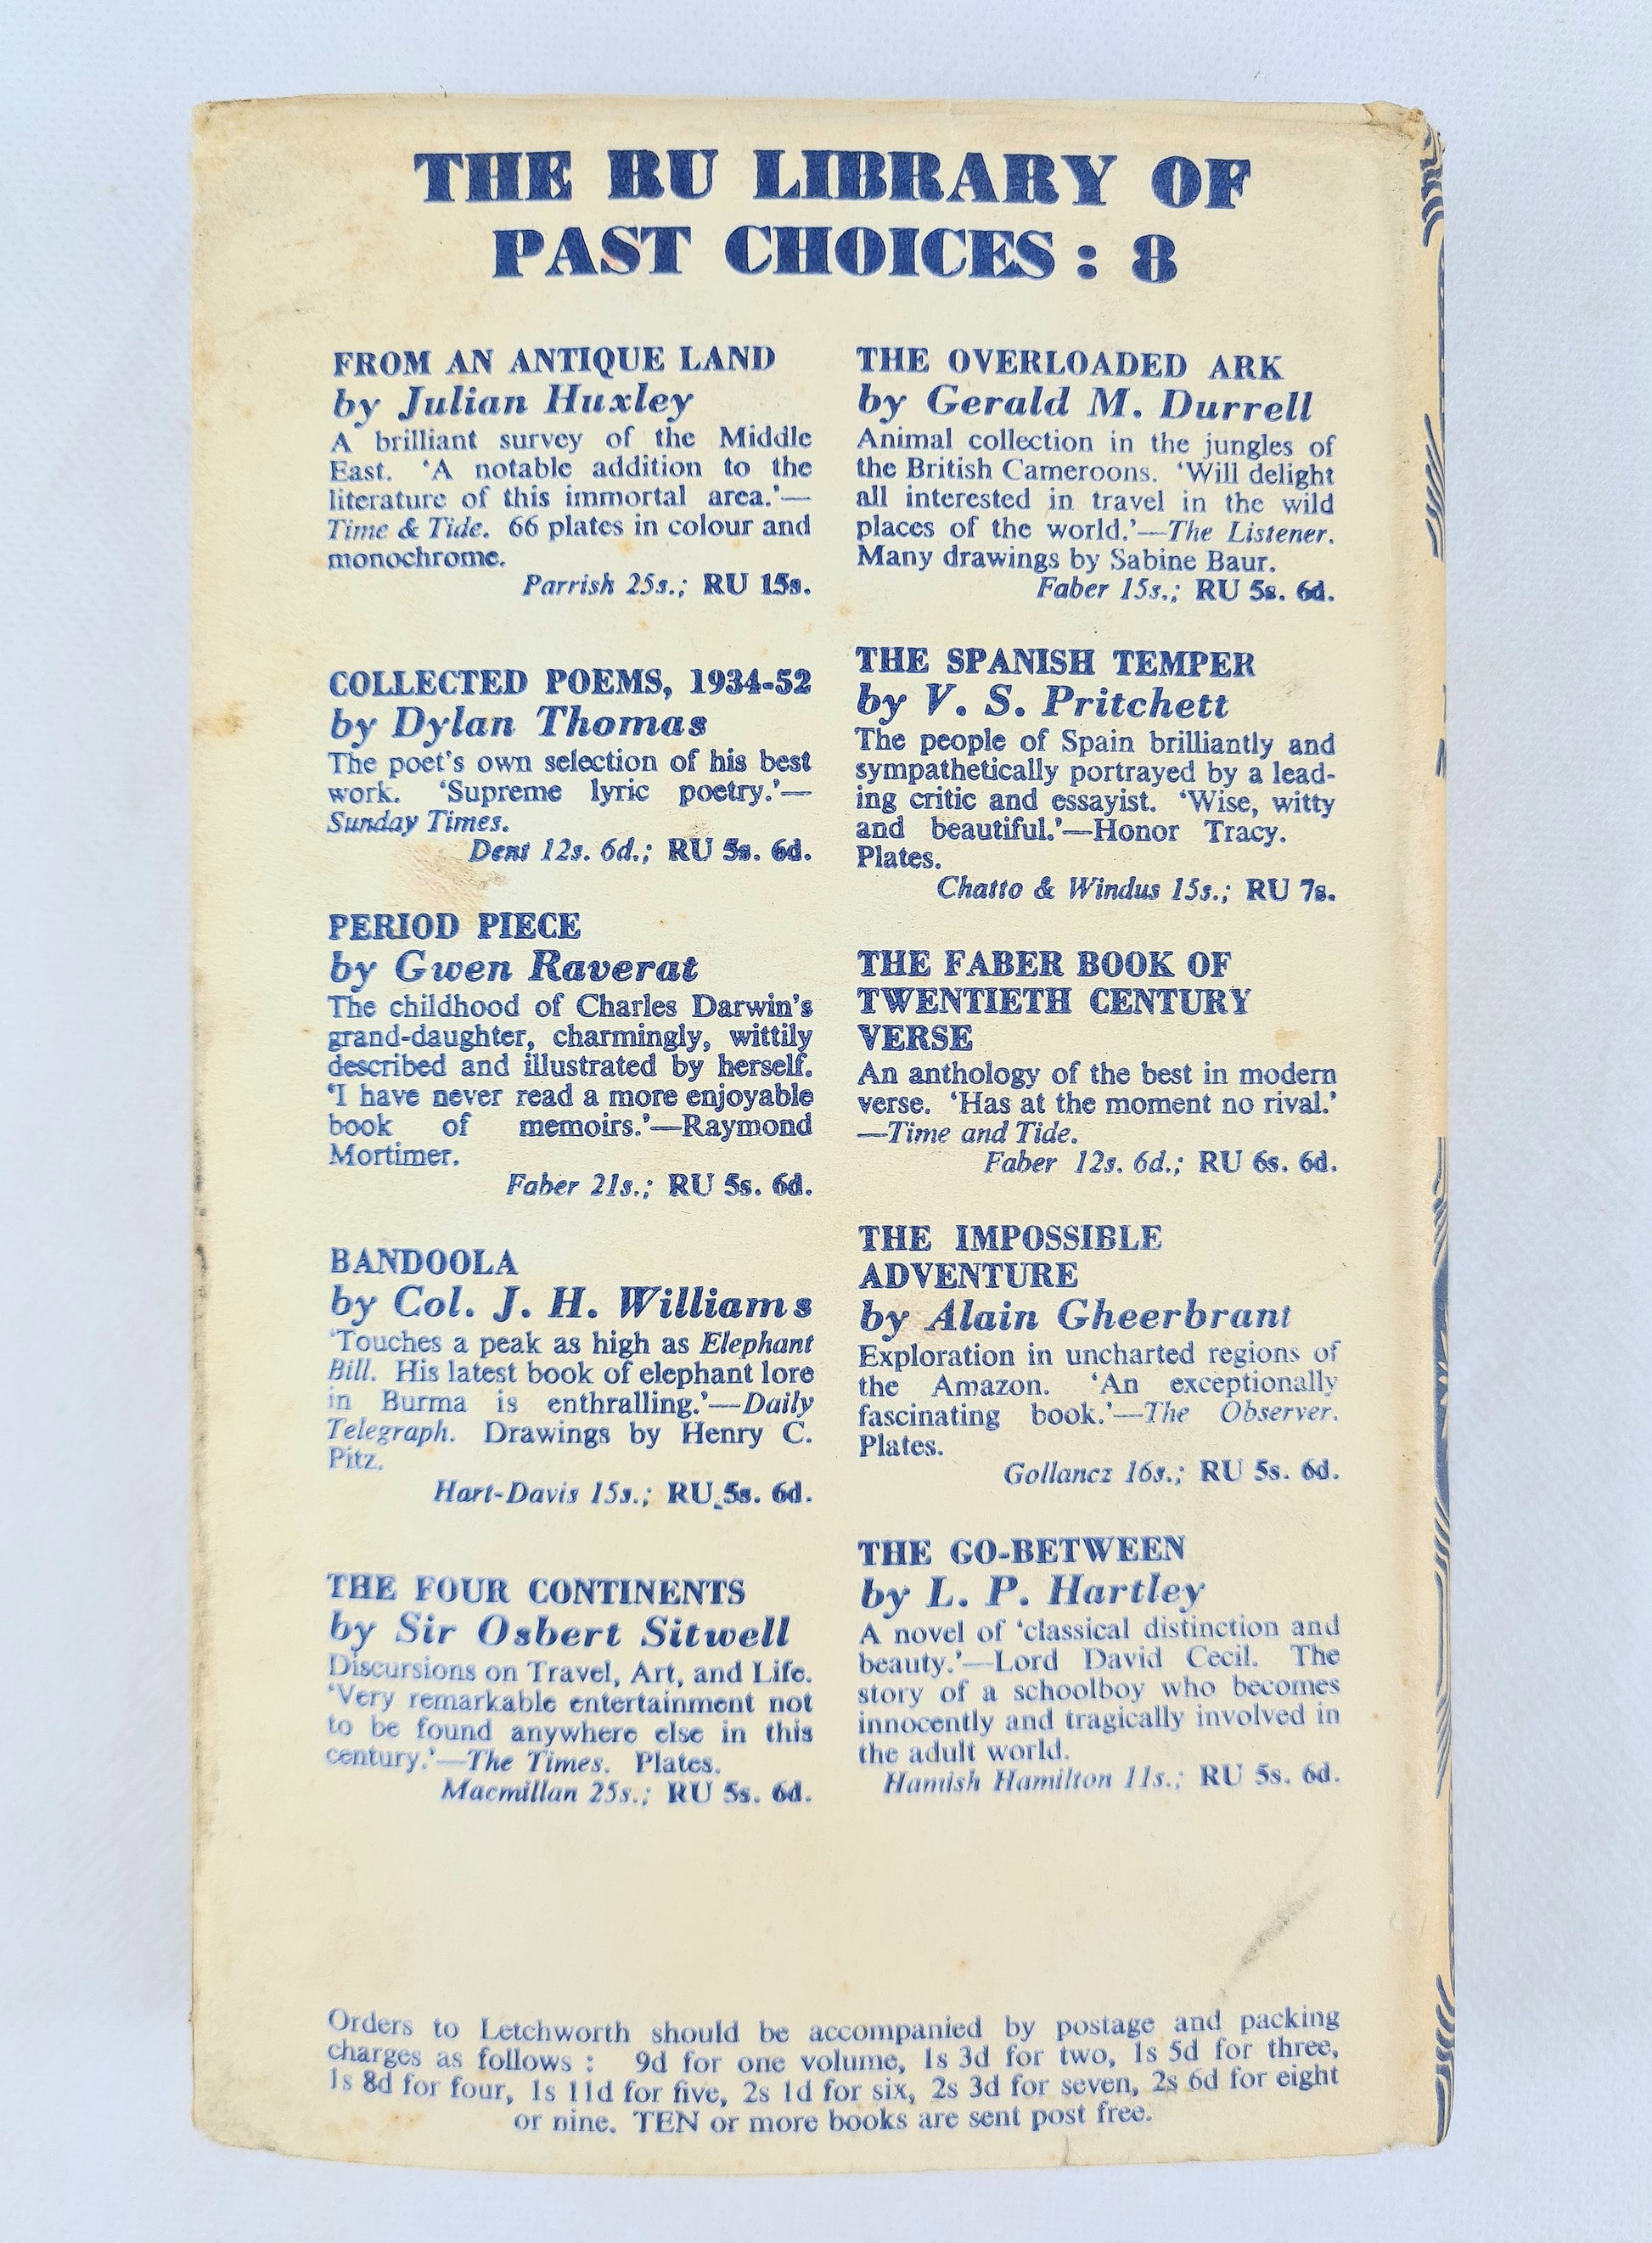 THE RU LIBRARY OF
PAST CHOICES : 8
FROM AN ANTIQUE LAND
by Julian Huxley
A brilliant survey of the Middle
East. ‘A notable addition to the
literature of this immortal area.’—
Time & Tide. 66 plates in colour and
monochrome.
Parrish 25s.; RU 15s.
COLLECTED POEMS, 1934-52
by Dylan Thomas
The poet's own selection of his best
work. ‘Supreme lyric poetry.’—
Sunday Times.
Dent 12s. 6d.; RU 5s. 6d.
PERIOD PIECE
by Gwen Raverat
The childhood of Charles Darwin's
grand-daughter, charmingly, wittily
described and illustrated by herself.
‘I have never read a more enjoyable
book of memoirs.’—Raymond
Mortimer.
Faber 21s.; RU 5s. 6d.
BANDOOLA
by Col. J. H. Williams
‘Touches a peak as high as Elephant
Bill. His latest book of elephant lore
in Burma is enthralling.’—Daily
Telegraph. Drawings by Henry C.
Pitz.
Hart-Davis 15s.; RU 5s. 6d.
THE FOUR CONTINENTS
by Sir Osbert Sitwell
Discursions on Travel, Art, and Life.
‘Very remarkable entertainment not
to be found anywhere else in this
century.’—The Times. Plates.
Macmillan 25s.; RU 5s. 6d.
THE OVERLOADED ARK
by Gerald M. Durrell
Animal collection in the jungles of
the British Cameroons. ‘Will delight
all interested in travel in the wild
places of the world.’—The Listener.
Many drawings by Sabine Baur.
Faber 15s.; RU 5s. 6d.
THE SPANISH TEMPER
by V. S. Pritchett
The people of Spain brilliantly and
sympathetically portrayed by a lead-
ing critic and essayist. ‘Wise, witty
and beautiful.’—Honor Tracy.
Plates.
Chatto & Windus 15s.; RU 7s.
THE FABER BOOK OF
TWENTIETH CENTURY
VERSE
An anthology of the best in modern
verse. ‘Has at the moment no rival.’
—Time and Tide.
Faber 12s. 6d.; RU 6s. 6d.
THE IMPOSSIBLE
ADVENTURE
by Alain Gheerbrant
Exploration in uncharted regions of
the Amazon. ‘An exceptionally
fascinating book.’—The Observer.
Plates.
Gollancz 16s.; RU 5s. 6d.
THE GO-BETWEEN
by L. P. Hartley
A novel of ‘classical distinction and
beauty.’—Lord David Cecil. The
story of a schoolboy who becomes
innocently and tragically involved in
the adult world.
Hamish Hamilton 11s.; RU 5s. 6d.
Orders to Letchworth should be accompanied by postage and packing
charges as follows : 9d for one volume, 1s 3d for two, 1s 5d for three,
1s 8d for four, 1s 11d for five, 2s 1d for six, 2s 3d for seven, 2s 6d for eight
or nine. TEN or more books are sent post free.